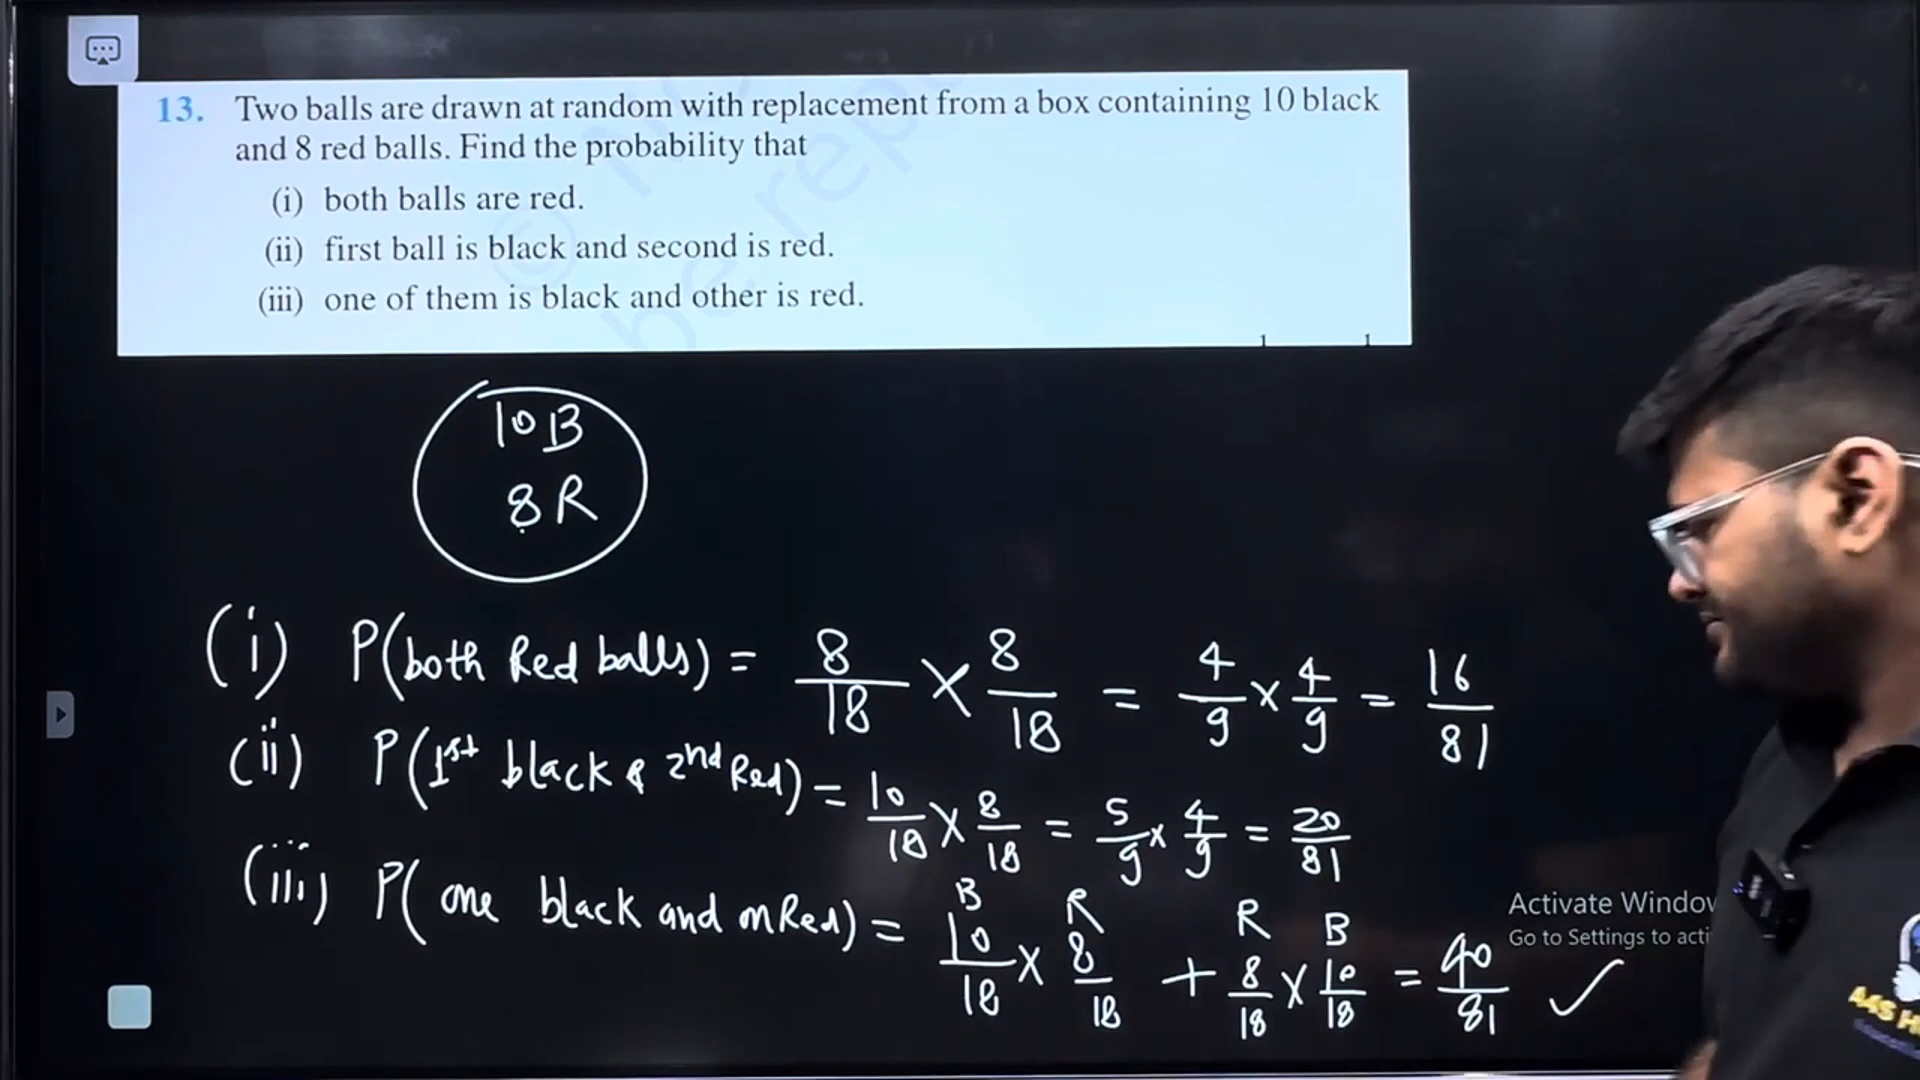 13. Two balls are drawn at random with replacement from a box containing 10 black
and 8 red balls. Find the probability that
(i) both balls are red.
(ii) first ball is black and second is red.
(iii) one of them is black and other is red.
10B
8R
(i) P(both Red balls) = 8/18 × 8/18 = 4/9 × 4/9 = 16/81
(ii) P(1st black & 2nd Red) = 10/18 × 8/18 = 5/9 × 4/9 = 20/81
B R R B
(iii) P(one black and on Red) = 10/18 × 8/18 + 8/18 × 10/18 = 40/81 ✓
Activate Window
Go to Settings to acti